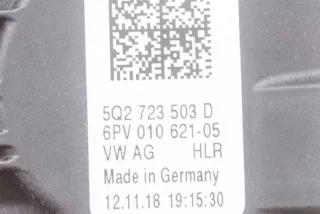 5Q2 723 503 D
6PV 010 621-05
VW AG HLR
Made in Germany
12.11.18 19:15:30